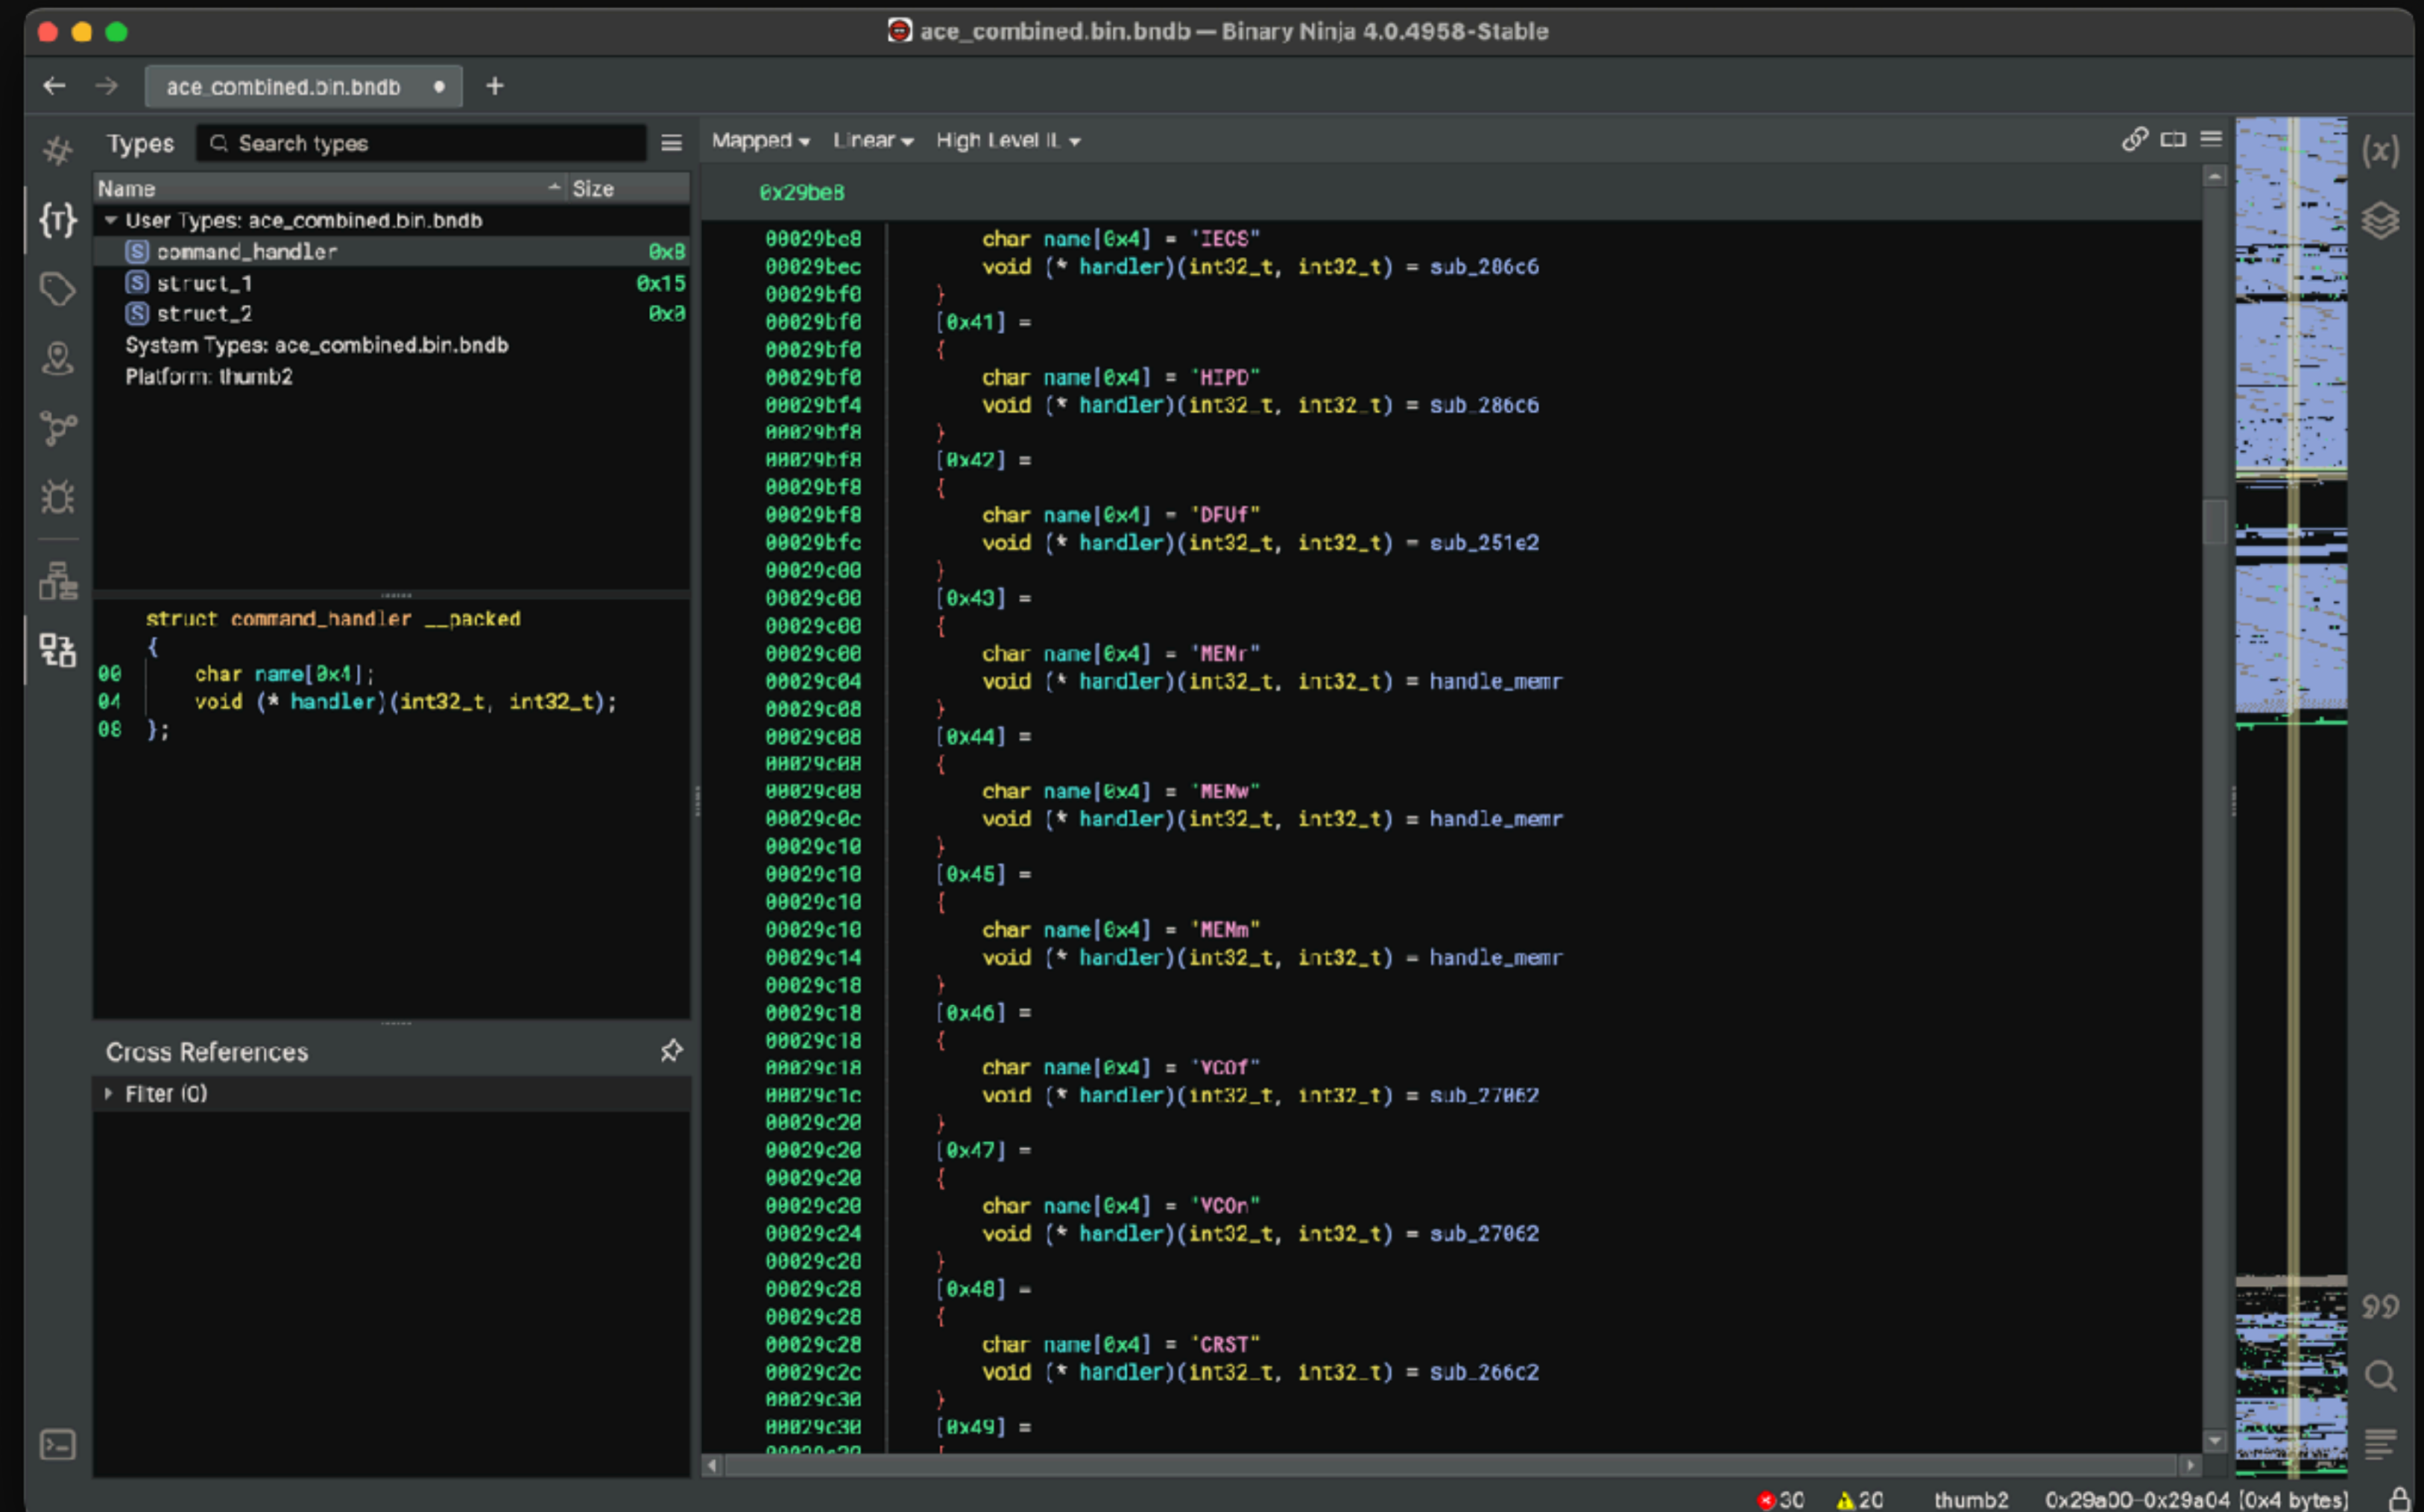 ace_combined.bin.bndb — Binary Ninja 4.0.4958-Stable
ace_combined.bin.bndb
Types
Search types
Name Size
User Types: ace_combined.bin.bndb
command_handler 0x8
struct_1 0x15
struct_2 0x0
System Types: ace_combined.bin.bndb
Platform: thumb2
struct command_handler __packed
{
00 char name[0x4];
04 void (* handler)(int32_t, int32_t);
08 };
Cross References
Filter (0)
Mapped Linear High Level IL
0x29be8
00029be8 char name[0x4] = "IECS"
00029bec void (* handler)(int32_t, int32_t) = sub_286c6
00029bf0 }
00029bf0 [0x41] =
00029bf0 {
00029bf0 char name[0x4] = "HIPD"
00029bf4 void (* handler)(int32_t, int32_t) = sub_286c6
00029bf8 }
00029bf8 [0x42] =
00029bf8 {
00029bf8 char name[0x4] = "DFUf"
00029bfc void (* handler)(int32_t, int32_t) = sub_251e2
00029c00 }
00029c00 [0x43] =
00029c00 {
00029c00 char name[0x4] = "MEMr"
00029c04 void (* handler)(int32_t, int32_t) = handle_memr
00029c08 }
00029c08 [0x44] =
00029c08 {
00029c08 char name[0x4] = "MEMw"
00029c0c void (* handler)(int32_t, int32_t) = handle_memr
00029c10 }
00029c10 [0x45] =
00029c10 {
00029c10 char name[0x4] = "MEMm"
00029c14 void (* handler)(int32_t, int32_t) = handle_memr
00029c18 }
00029c18 [0x46] =
00029c18 {
00029c18 char name[0x4] = "VCOf"
00029c1c void (* handler)(int32_t, int32_t) = sub_27062
00029c20 }
00029c20 [0x47] =
00029c20 {
00029c20 char name[0x4] = "VCOn"
00029c24 void (* handler)(int32_t, int32_t) = sub_27062
00029c28 }
00029c28 [0x48] =
00029c28 {
00029c28 char name[0x4] = "CRST"
00029c2c void (* handler)(int32_t, int32_t) = sub_266c2
00029c30 }
00029c30 [0x49] =
30 20 thumb2 0x29a00-0x29a04 [0x4 bytes]